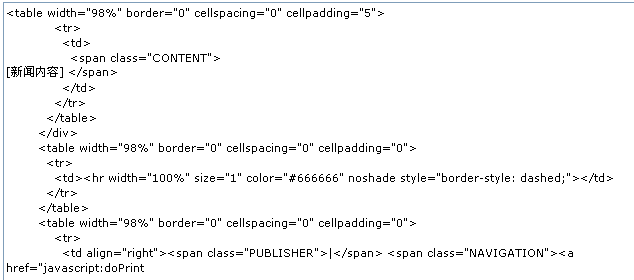 <table width="98%" border="0" cellspacing="0" cellpadding="5">
<tr>
<td>
<span class="CONTENT">
[新闻内容] </span>
</td>
</tr>
</table>
</div>
<table width="98%" border="0" cellspacing="0" cellpadding="0">
<tr>
<td><hr width="100%" size="1" color="#666666" noshade style="border-style: dashed;"></td>
</tr>
</table>
<table width="98%" border="0" cellspacing="0" cellpadding="0">
<tr>
<td align="right"><span class="PUBLISHER">|</span> <span class="NAVIGATION"><a
href="javascript:doPrint